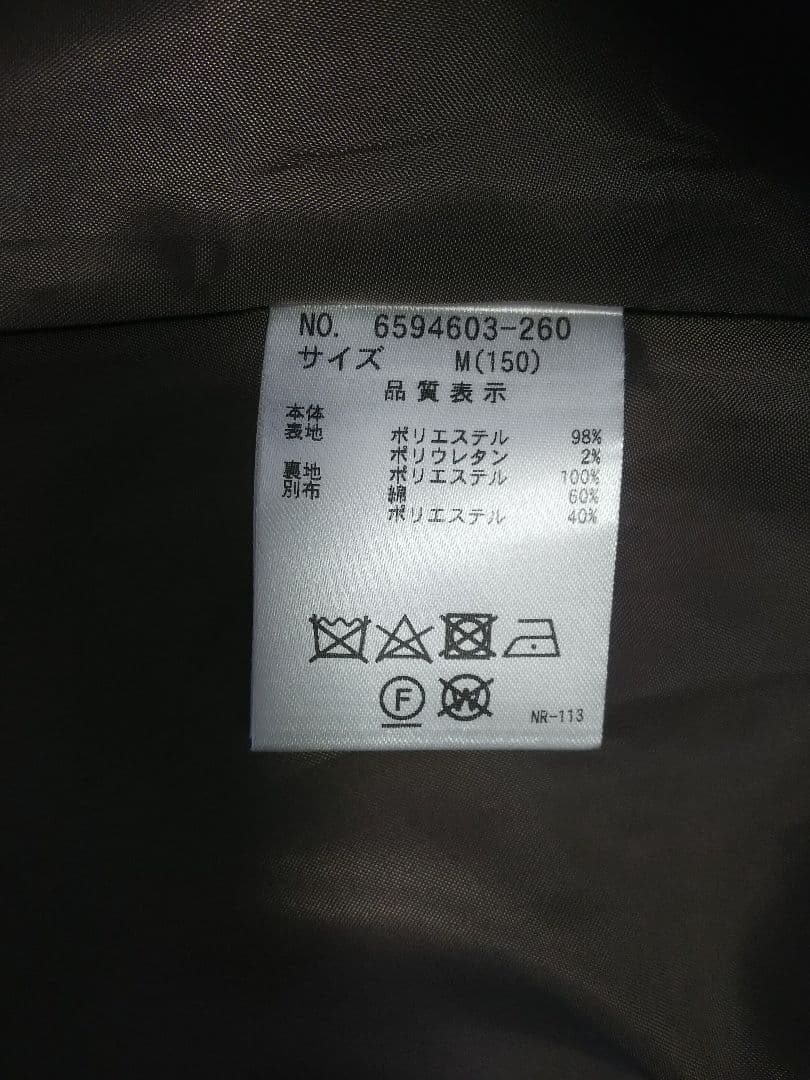 NO. 6594603-260
サイズ M(150)
品質表示
本体
表地 ポリエステル 98%
ポリウレタン 2%
裏地 ポリエステル 100%
別布 綿 60%
ポリエステル 40%
F W
NR-113